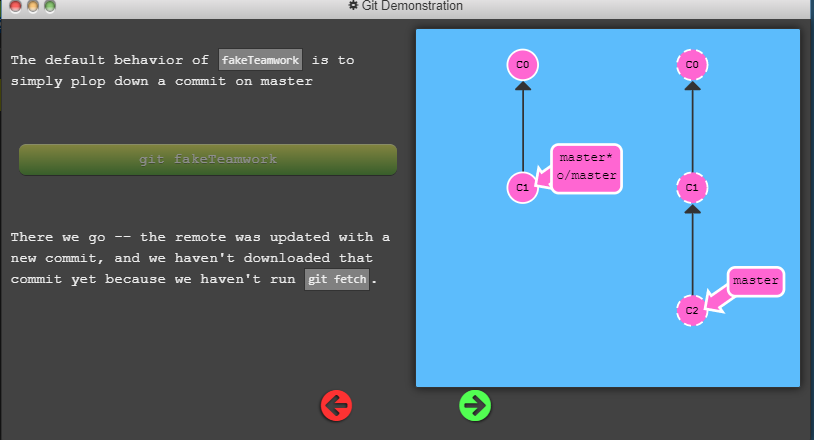 Git Demonstration
The default behavior of fakeTeamwork is to
simply plop down a commit on master
git fakeTeamwork
There we go -- the remote was updated with a
new commit, and we haven't downloaded that
commit yet because we haven't run git fetch.
C0
C0
master*
o/master
C1
C1
master
C2